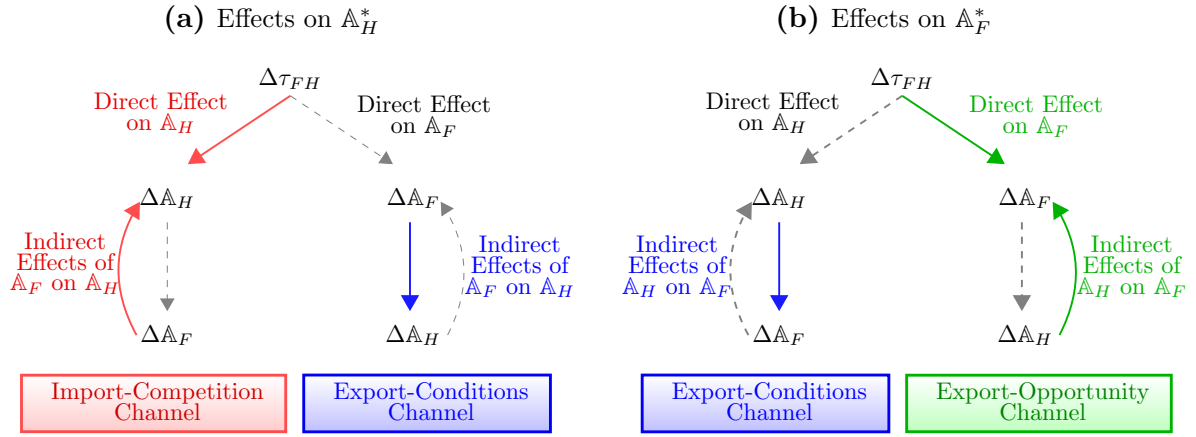 (a) Effects on 𝔸*_H
Δτ_FH
Direct Effect
on 𝔸_H
Direct Effect
on 𝔸_F
Δ𝔸_H
Δ𝔸_F
Indirect
Effects of
𝔸_F on 𝔸_H
Indirect
Effects of
𝔸_F on 𝔸_H
Δ𝔸_F
Δ𝔸_H
Import-Competition
Channel
Export-Conditions
Channel
(b) Effects on 𝔸*_F
Δτ_FH
Direct Effect
on 𝔸_H
Direct Effect
on 𝔸_F
Δ𝔸_H
Δ𝔸_F
Indirect
Effects of
𝔸_H on 𝔸_F
Indirect
Effects of
𝔸_H on 𝔸_F
Δ𝔸_F
Δ𝔸_H
Export-Conditions
Channel
Export-Opportunity
Channel